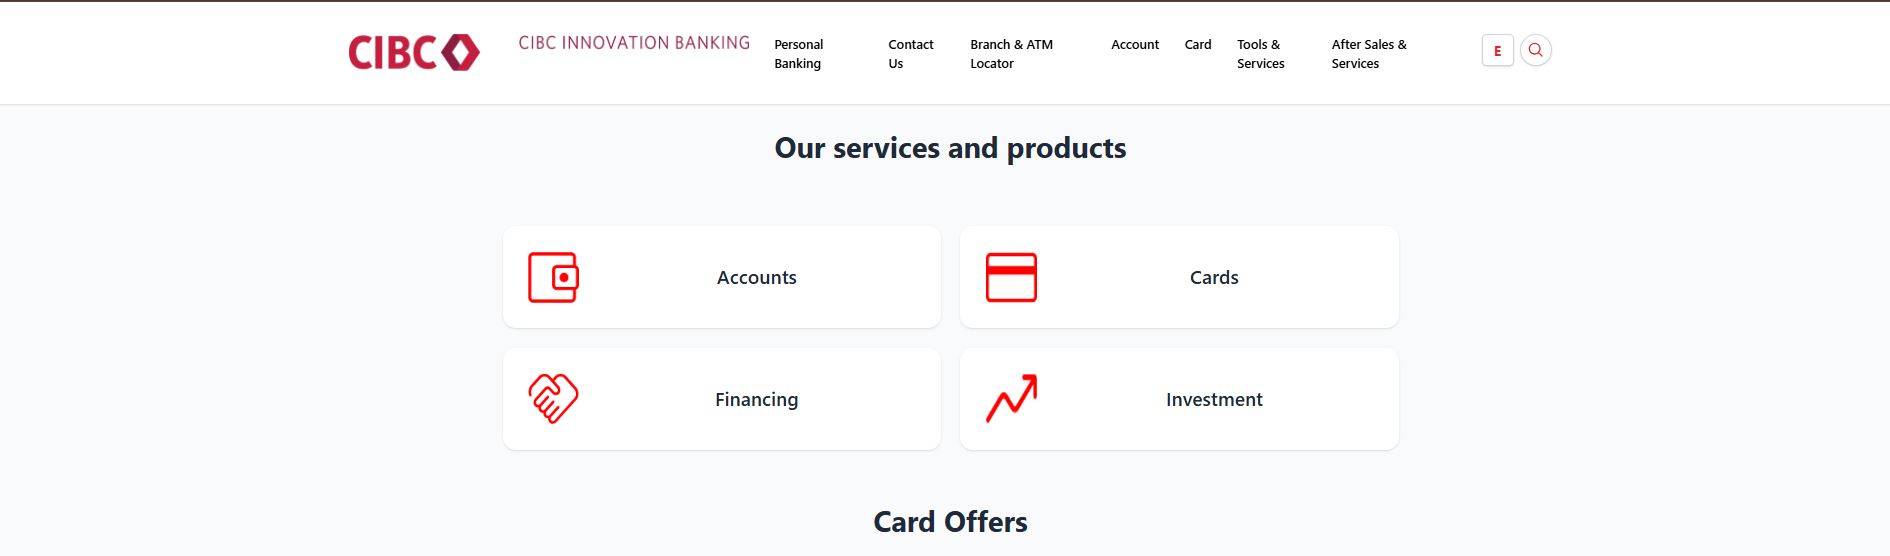 CIBC
CIBC INNOVATION BANKING
Personal
Banking
Contact
Us
Branch & ATM
Locator
Account
Card
Tools &
Services
After Sales &
Services
E
Our services and products
Accounts
Cards
Financing
Investment
Card Offers